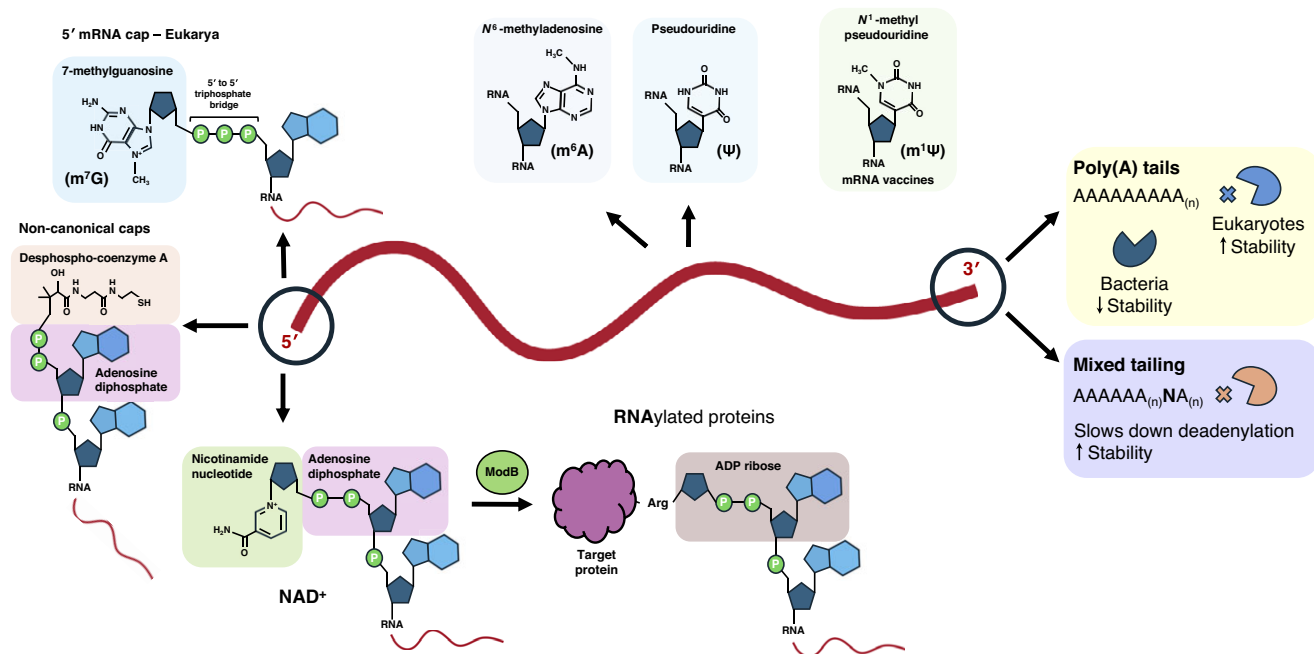 5′ mRNA cap – Eukarya
7-methylguanosine
5′ to 5′
triphosphate
bridge
H₂N
N
N
HN
N
O
N⁺
CH₃
(m⁷G)
P
P
P
RNA
N⁶-methyladenosine
H₃C
NH
N
N
N
N
RNA
RNA
(m⁶A)
Pseudouridine
O
HN
NH
O
RNA
RNA
(Ψ)
N¹-methyl
pseudouridine
H₃C
O
N
NH
O
RNA
RNA
(m¹Ψ)
mRNA vaccines
Non-canonical caps
Desphospho-coenzyme A
OH
H
N
H
N
SH
O
O
P
P
Adenosine
diphosphate
P
RNA
5′
3′
Poly(A) tails
AAAAAAAAA(n)
Eukaryotes
↑ Stability
Bacteria
↓ Stability
Mixed tailing
AAAAAA(n)NA(n)
Slows down deadenylation
↑ Stability
Nicotinamide
nucleotide
Adenosine
diphosphate
P
P
N⁺
H₂N
O
P
RNA
NAD⁺
ModB
RNAylated proteins
Target
protein
Arg
ADP ribose
P
P
P
RNA